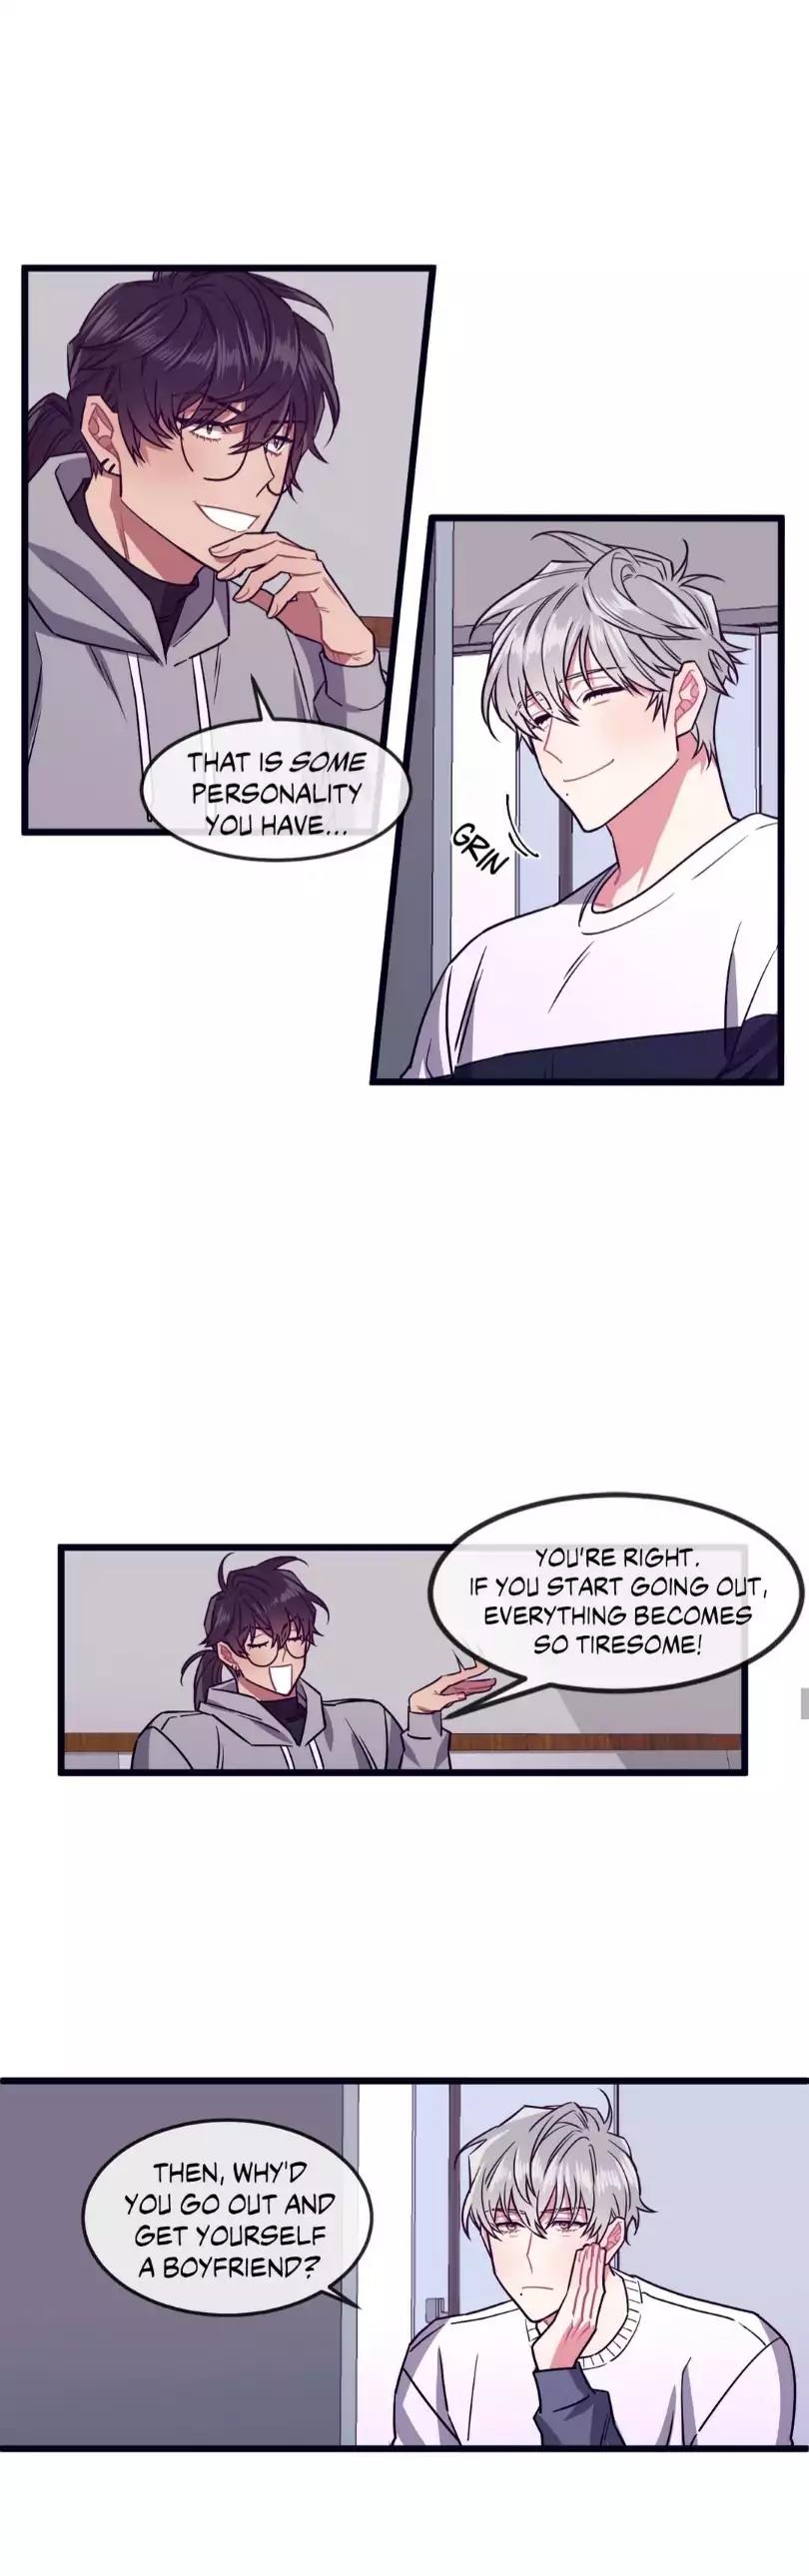 THAT IS SOME
PERSONALITY
YOU HAVE...
GRIN
YOU'RE RIGHT.
IF YOU START GOING OUT,
EVERYTHING BECOMES
SO TIRESOME!
THEN, WHY'D
YOU GO OUT AND
GET YOURSELF
A BOYFRIEND?